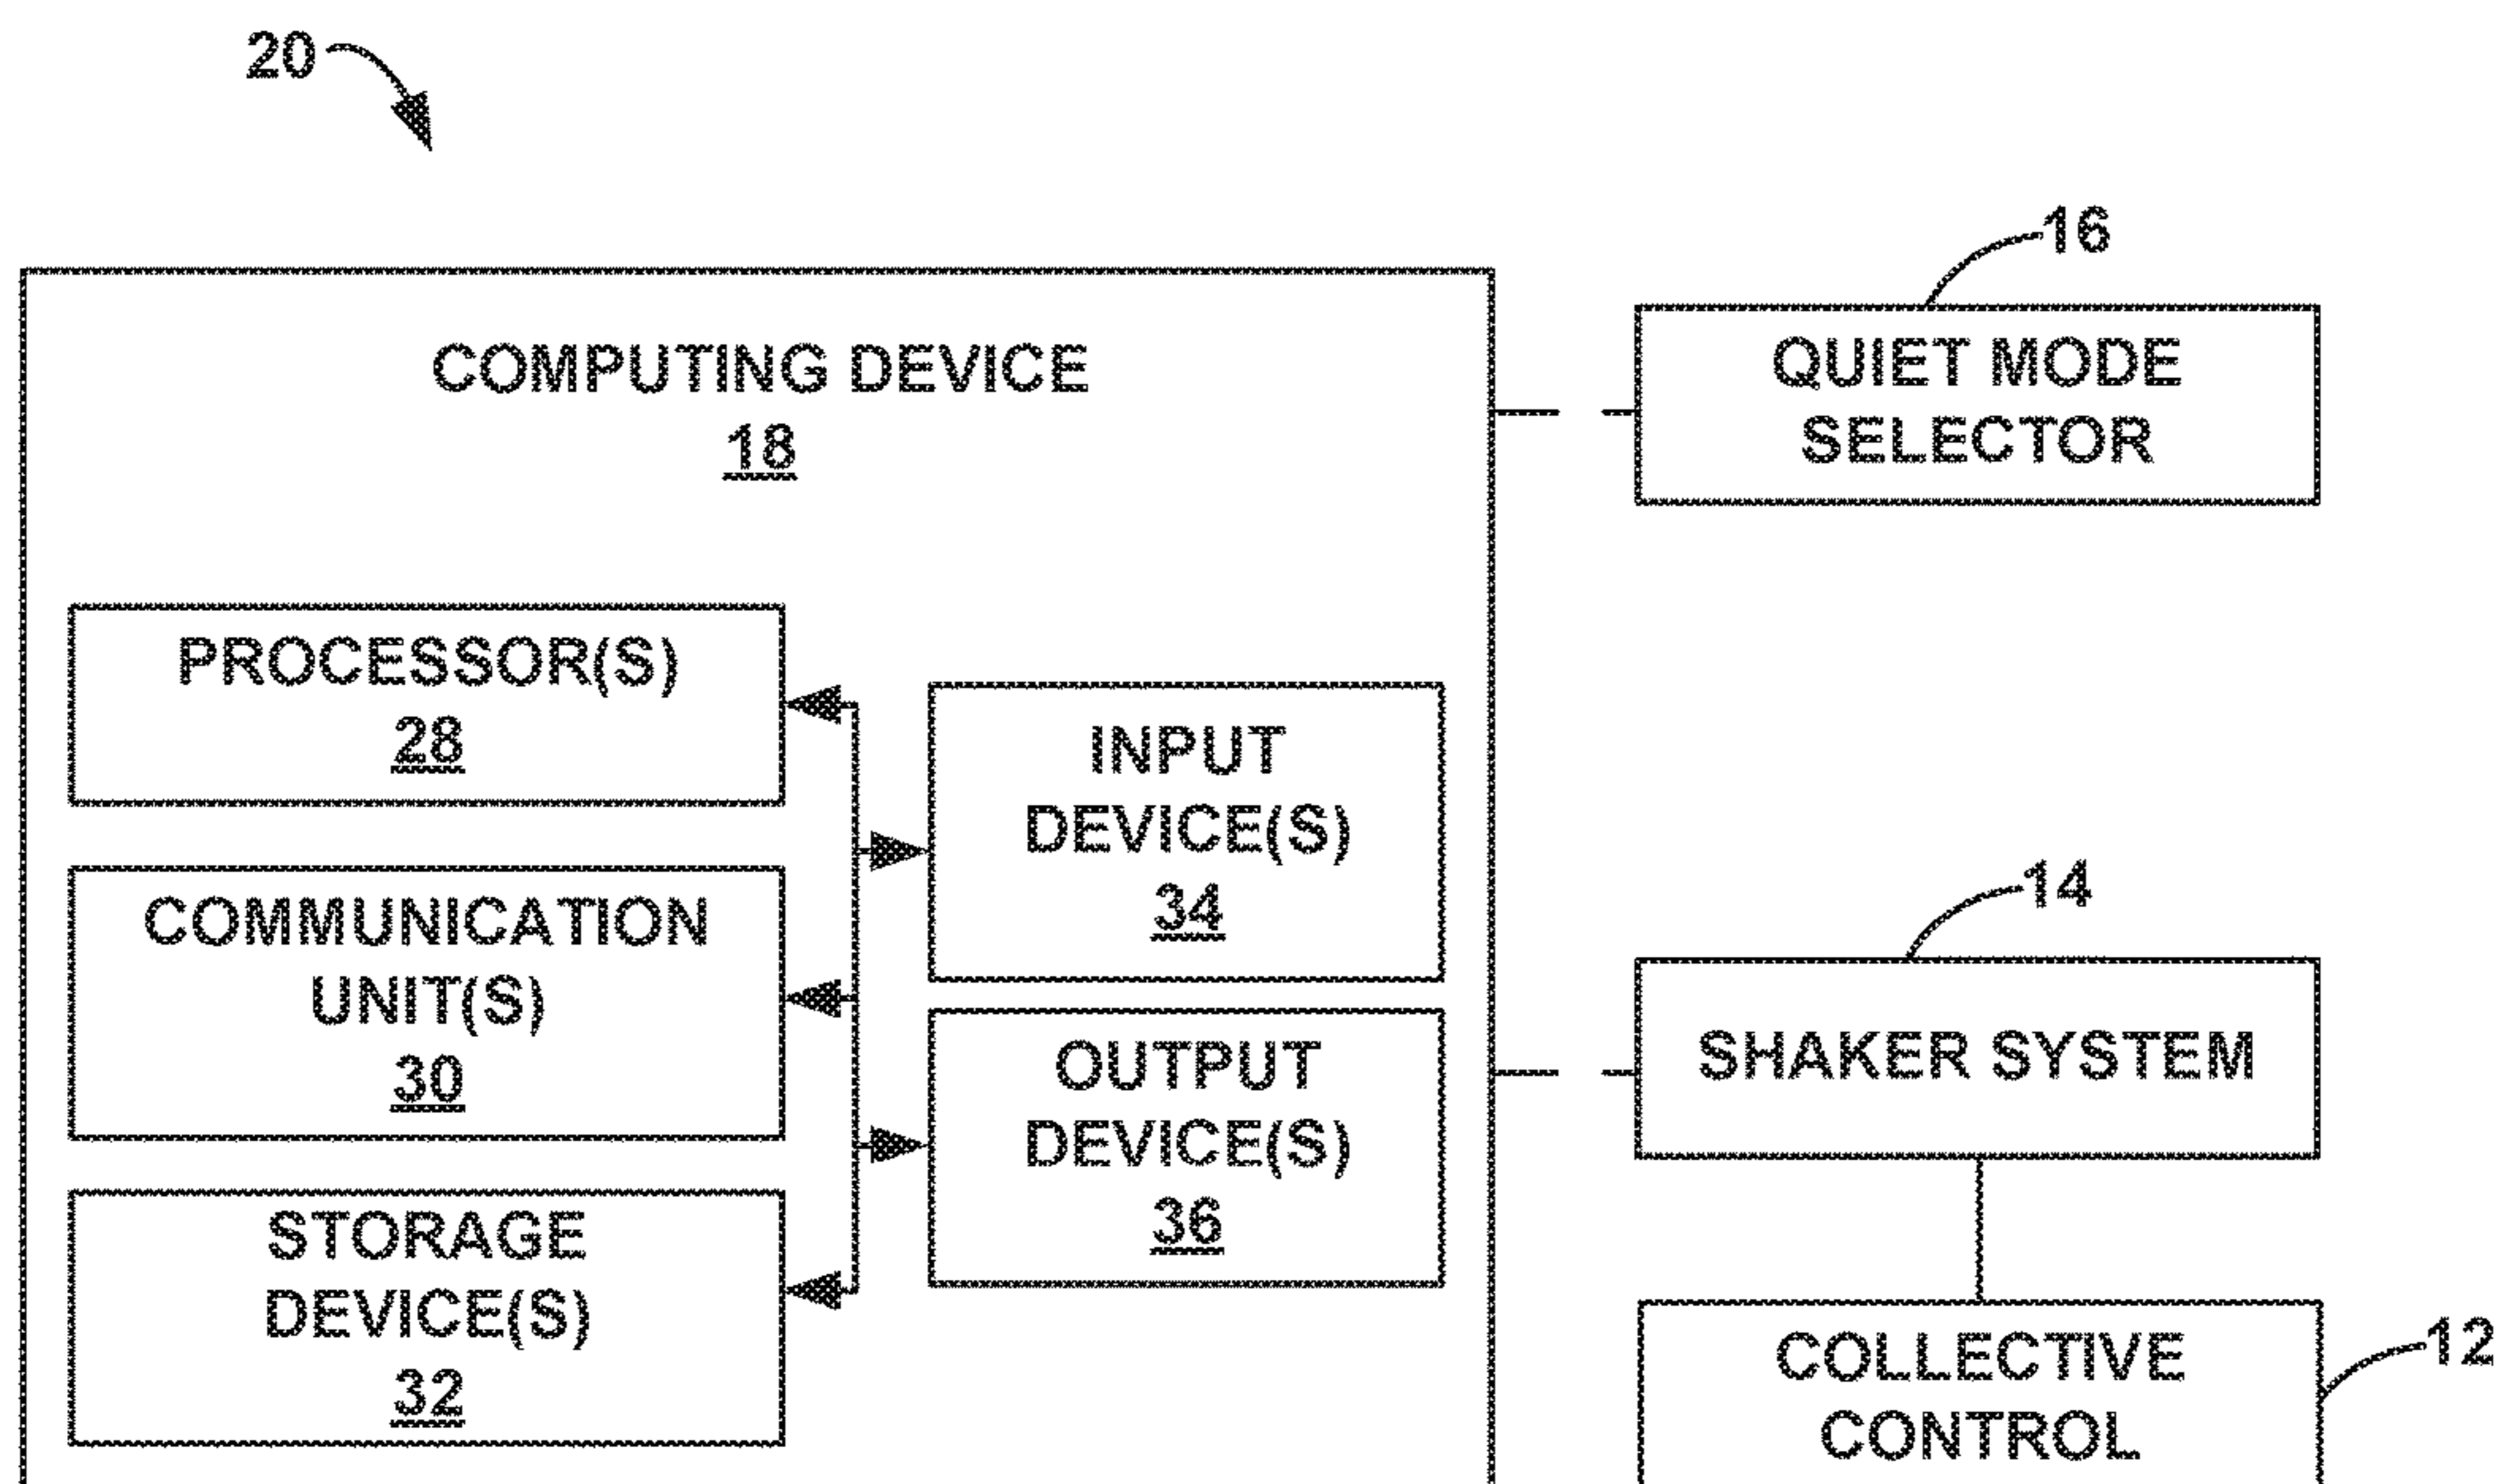 20
16
COMPUTING DEVICE
18
QUIET MODE
SELECTOR
PROCESSOR(S)
28
INPUT
DEVICE(S)
34
COMMUNICATION
UNIT(S)
30
14
SHAKER SYSTEM
OUTPUT
DEVICE(S)
36
STORAGE
DEVICE(S)
32
12
COLLECTIVE
CONTROL